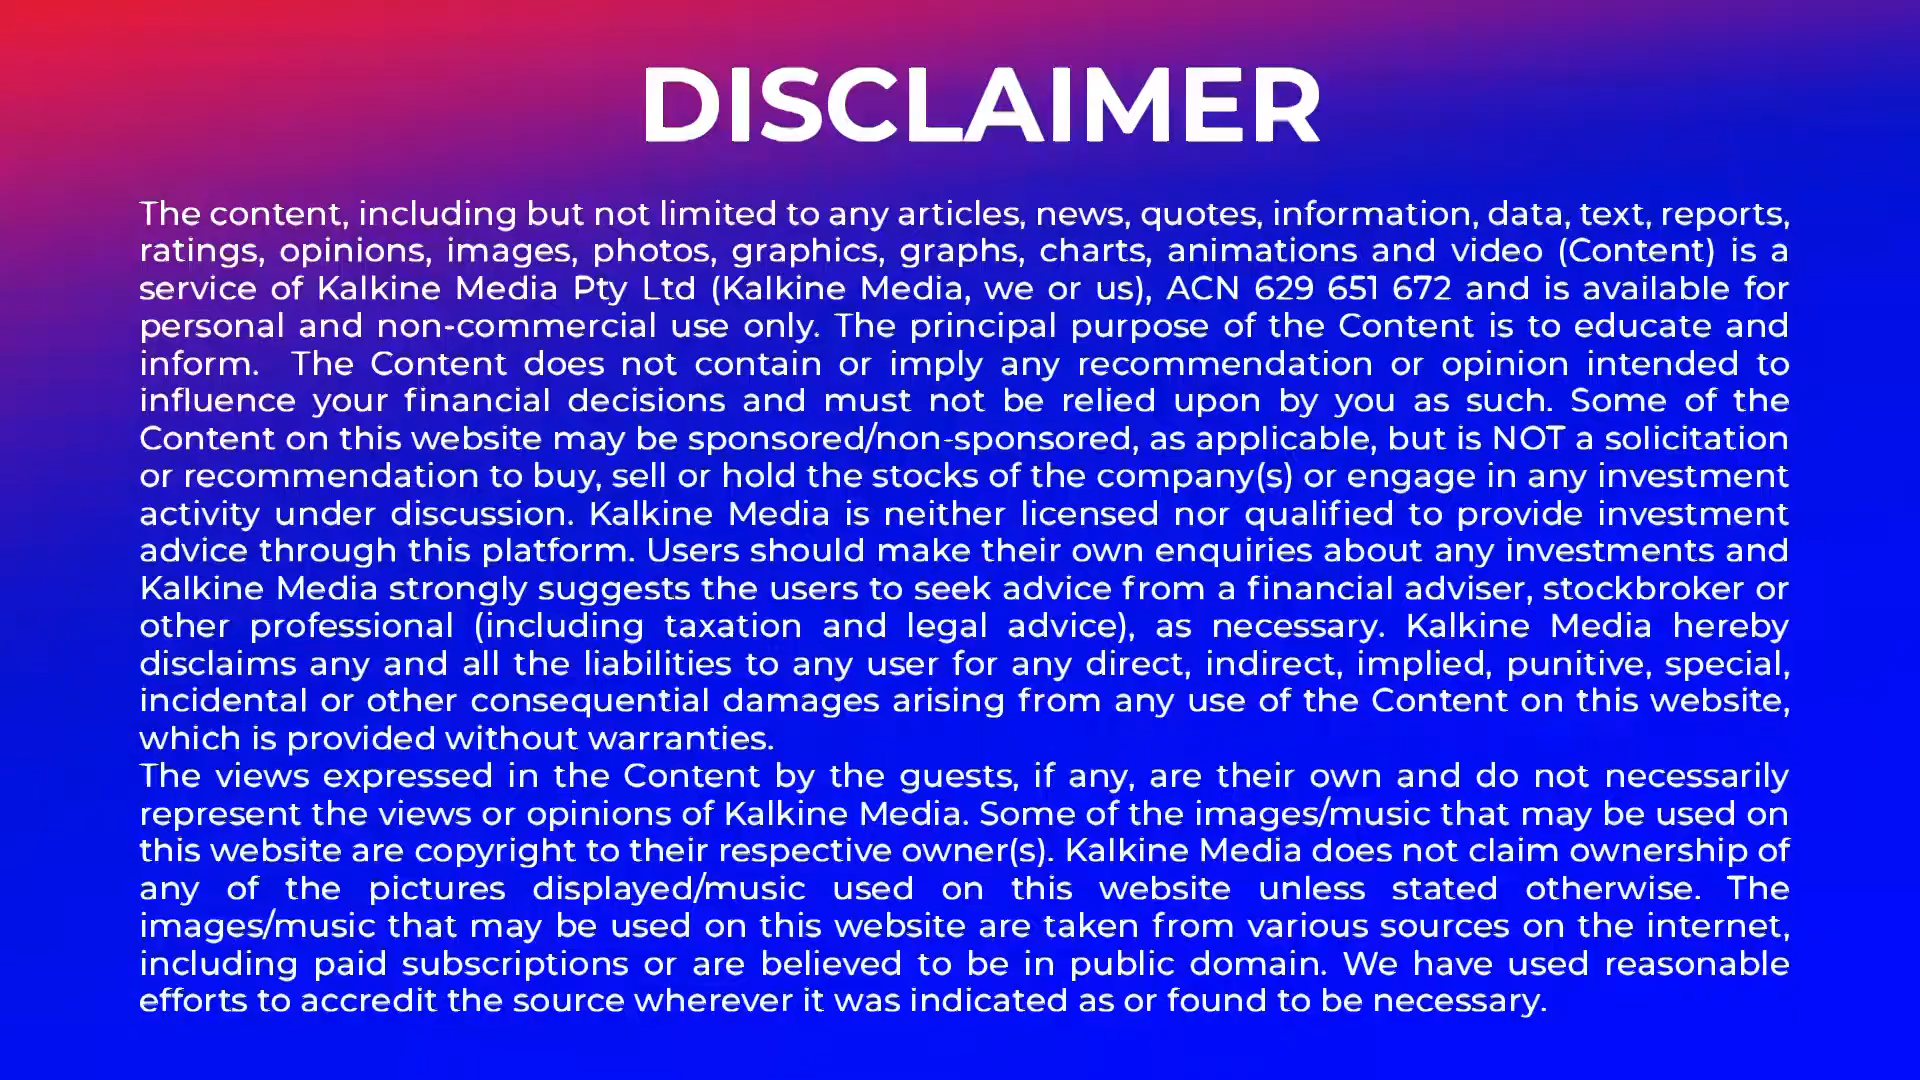 DISCLAIMER
The content, including but not limited to any articles, news, quotes, information, data, text, reports,
ratings, opinions, images, photos, graphics, graphs, charts, animations and video (Content) is a
service of Kalkine Media Pty Ltd (Kalkine Media, we or us), ACN 629 651 672 and is available for
personal and non-commercial use only. The principal purpose of the Content is to educate and
inform.  The Content does not contain or imply any recommendation or opinion intended to
influence your financial decisions and must not be relied upon by you as such. Some of the
Content on this website may be sponsored/non-sponsored, as applicable, but is NOT a solicitation
or recommendation to buy, sell or hold the stocks of the company(s) or engage in any investment
activity under discussion. Kalkine Media is neither licensed nor qualified to provide investment
advice through this platform. Users should make their own enquiries about any investments and
Kalkine Media strongly suggests the users to seek advice from a financial adviser, stockbroker or
other professional (including taxation and legal advice), as necessary. Kalkine Media hereby
disclaims any and all the liabilities to any user for any direct, indirect, implied, punitive, special,
incidental or other consequential damages arising from any use of the Content on this website,
which is provided without warranties.
The views expressed in the Content by the guests, if any, are their own and do not necessarily
represent the views or opinions of Kalkine Media. Some of the images/music that may be used on
this website are copyright to their respective owner(s). Kalkine Media does not claim ownership of
any of the pictures displayed/music used on this website unless stated otherwise. The
images/music that may be used on this website are taken from various sources on the internet,
including paid subscriptions or are believed to be in public domain. We have used reasonable
efforts to accredit the source wherever it was indicated as or found to be necessary.